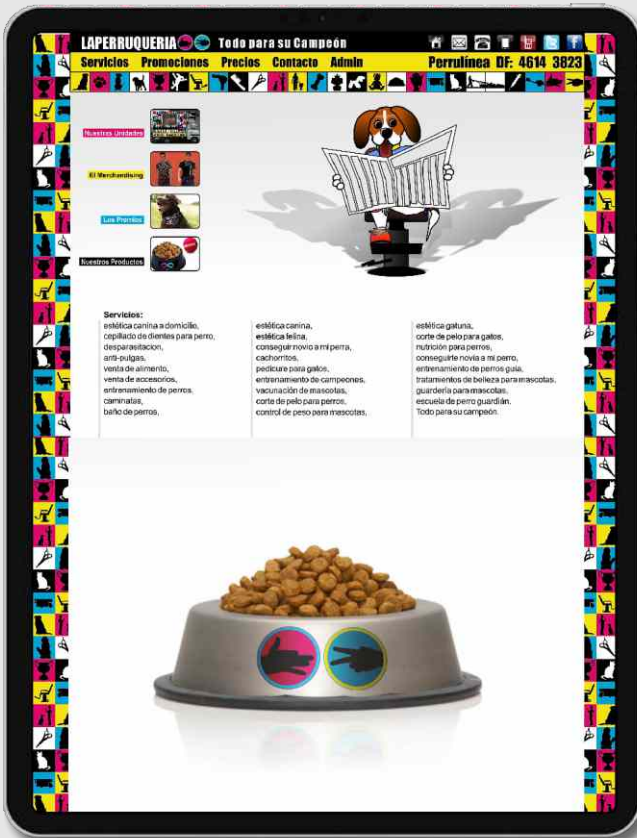 LAPERRUQUERIA Todo para su Campeón
Servicios Promociones Precios Contacto Admin Perrulínea DF: 4614 3823
Nuestras Unidades
El Merchandising
Los Perritos
Nuestros Productos
Servicios:
estética canina a domicilio,
cepillado de dientes para perro,
desparasitacion,
anti-pulgas,
venta de alimento,
venta de accesorios,
entrenamiento de perros,
caminatas,
baño de perros,
estética canina,
estética felina,
conseguir novio a mi perra,
cachorritos,
pedicure para gatos,
entrenamiento de campeones,
vacunación de mascotas,
corte de pelo para perros,
control de peso para mascotas,
estética gatuna,
corte de pelo para gatos,
nutrición para perros,
conseguirle novia a mi perro,
entrenamiento de perros guía,
tratamientos de belleza para mascotas,
guardería para mascotas,
escuela de perro guardián.
Todo para su campeón.